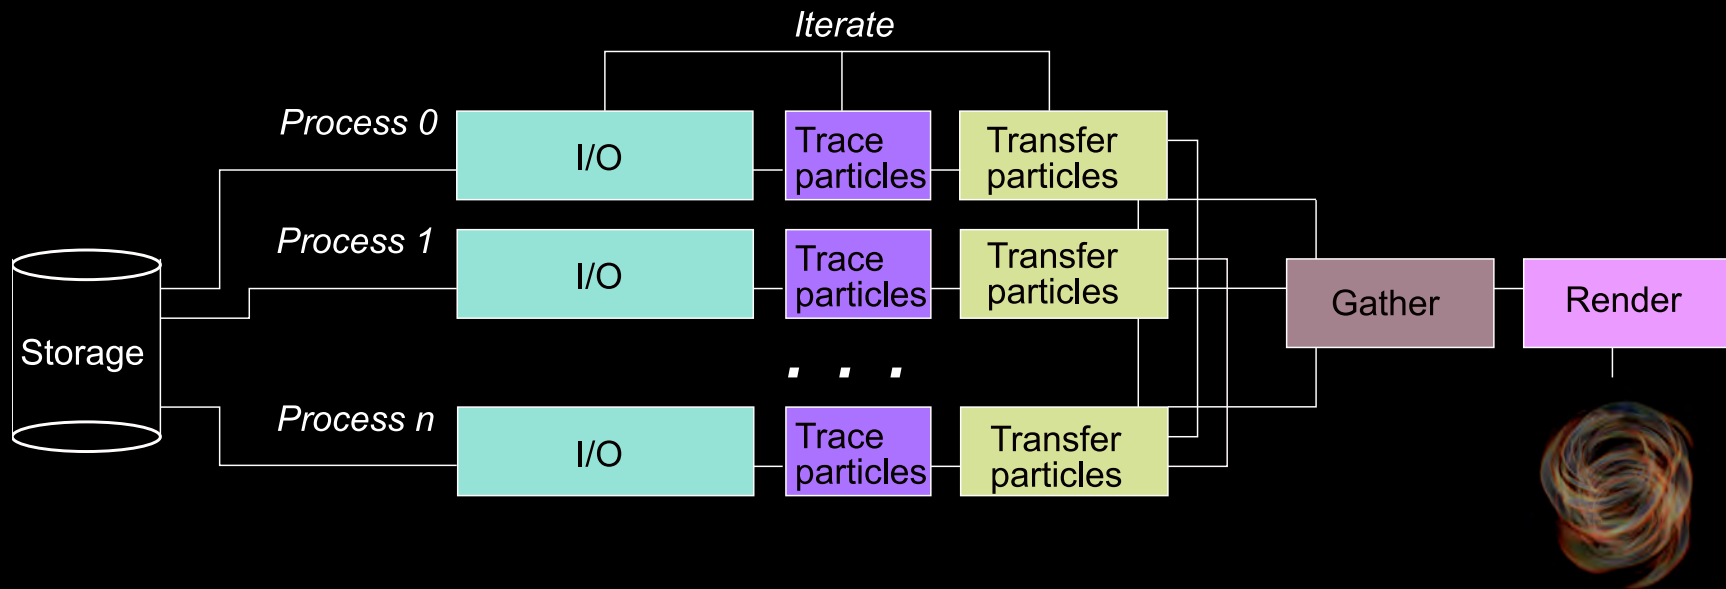 Iterate
Process 0
I/O
Trace
particles
Transfer
particles
Process 1
I/O
Trace
particles
Transfer
particles
Storage
Gather
Render
. . .
Process n
I/O
Trace
particles
Transfer
particles